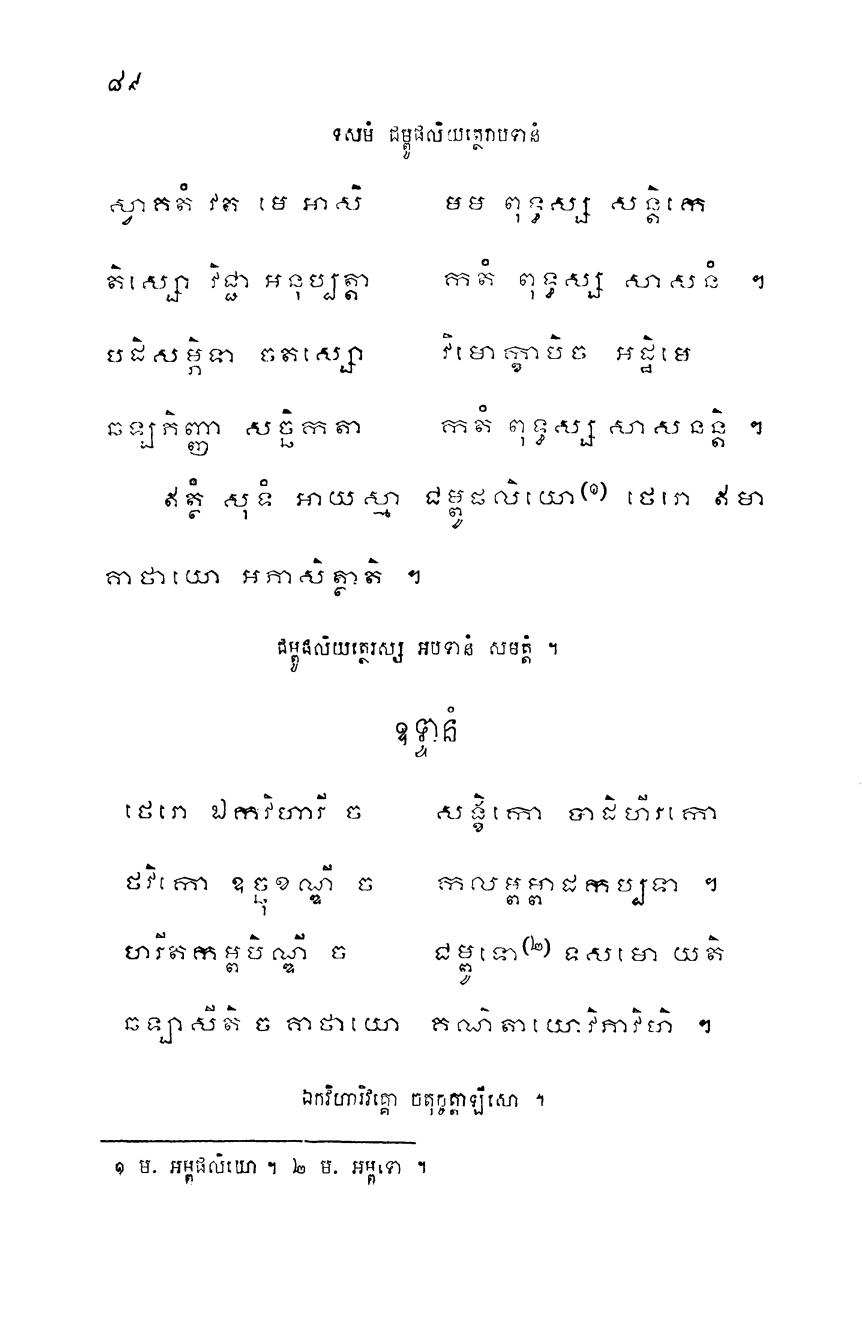 ៨៩
ទសមំ ជម្ពូផលិយត្ថេរាបទានំ
ស្វាគតំ វត មេ អាសិ មម ពុទ្ធស្ស សន្តិកេ
តិស្សោ វិជ្ជា អនុប្បត្តា កតំ ពុទ្ធស្ស សាសនំ ។
បដិសម្ភិទា ចតស្សោ វិមោក្ខាបិច អដ្ឋិមេ
ឆឡភិញ្ញា សច្ឆិកតា កតំ ពុទ្ធស្ស សាសនន្តិ ។
ឥត្ថំ សុទំ អាយស្មា ជម្ពូផលិយោ(១) ថេរោ ឥមា
គាថាយោ អភាសិត្ថាតិ ។
ជម្ពូផលិយត្ថេរស្ស អបទានំ សមត្តំ ។
ឧទ្ទានំ
ថេរោ ឯកវិហារី ច សង្ខិកោ បាដិហីរកោ
ថវិកោ ឧច្ឆុខណ្ឌី ច កលម្ពម្ពាដកប្បទា ។
ហរីតកម្ពបិណ្ឌី ច ជម្ពូទោ(២) ទសមោ យតិ
ឆឡាសីតិ ច គាថាយោ គណិតាយោ វិភាវិហិ ។
ឯកវិហារិវគ្គោ ចតុចត្តាឡីសោ ។
១ ម. អម្ពផលិយោ ។ ២ ម. អម្ពទោ ។